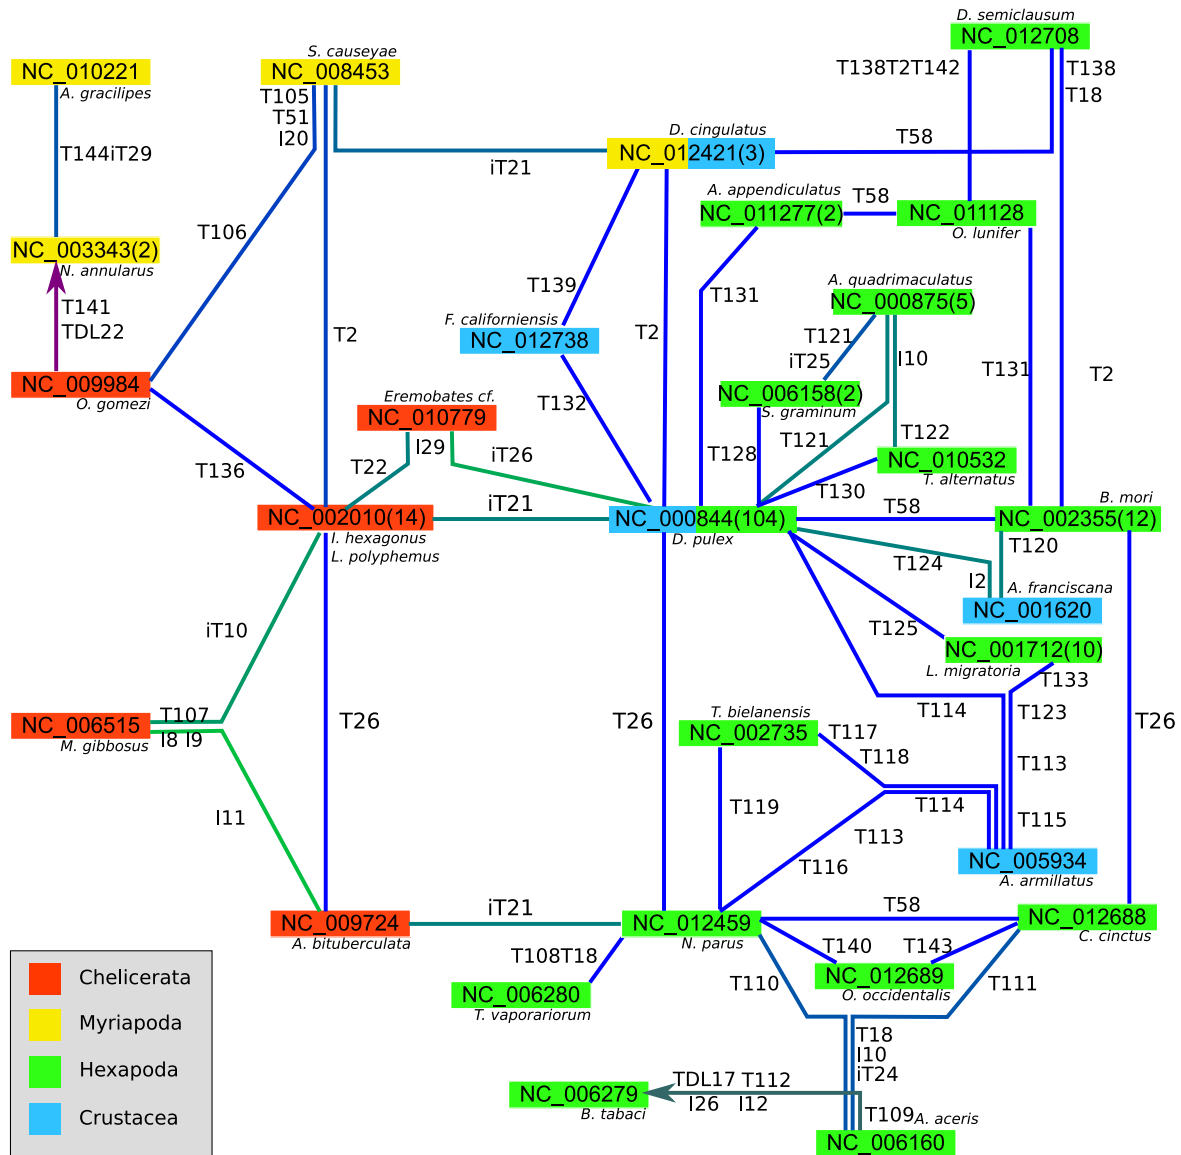 D. semiclausum
NC_012708
NC_010221
A. gracilipes
S. causeyae
NC_008453
T105
T51
I20
T138T2T142
T138
T18
T144iT29
D. cingulatus
NC_012421(3)
T58
iT21
A. appendiculatus
NC_011277(2)
T58
NC_011128
O. lunifer
T106
NC_003343(2)
N. annularus
T141
TDL22
T139
T131
A. quadrimaculatus
NC_000875(5)
F. californiensis
NC_012738
T2
T2
T121
iT25
I10
T131
T2
NC_009984
O. gomezi
Eremobates cf.
NC_010779
T132
NC_006158(2)
S. graminum
T136
T22
I29
iT26
T128
T121
T122
NC_010532
T. alternatus
T130
NC_002010(14)
I. hexagonus
L. polyphemus
iT21
NC_000844(104)
D. pulex
T58
B. mori
NC_002355(12)
T120
T124
I2
A. franciscana
NC_001620
iT10
T125
NC_001712(10)
L. migratoria
T133
NC_006515
M. gibbosus
T107
I8 I9
T26
T26
T. bielanensis
NC_002735
T117
T118
T114
T123
T113
T115
T26
I11
T119
T113
T116
T114
NC_005934
A. armillatus
NC_009724
A. bituberculata
iT21
NC_012459
N. parus
T58
NC_012688
C. cinctus
T108T18
T140
T143
T110
T111
NC_006280
T. vaporariorum
NC_012689
O. occidentalis
T18
I10
iT24
NC_006279
B. tabaci
TDL17 T112
I26 I12
T109
A. aceris
NC_006160
Chelicerata
Myriapoda
Hexapoda
Crustacea